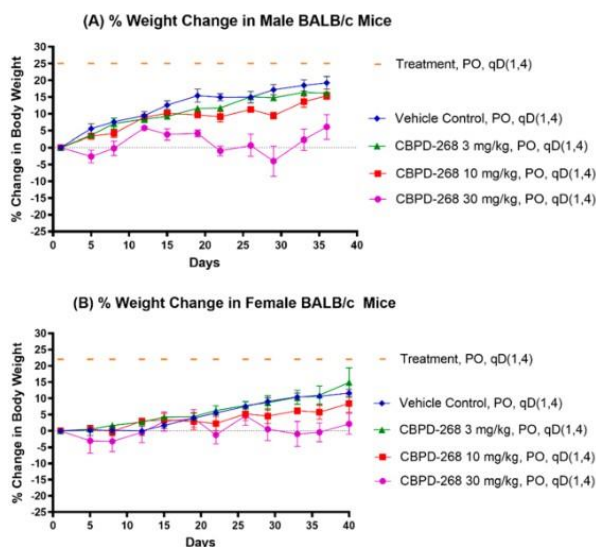 (A) % Weight Change in Male BALB/c Mice
% Change in Body Weight
30
25
20
15
10
5
0
-5
-10
-15
-20
-25
0 5 10 15 20 25 30 35 40
Days
Treatment, PO, qD(1,4)
Vehicle Control, PO, qD(1,4)
CBPD-268 3 mg/kg, PO, qD(1,4)
CBPD-268 10 mg/kg, PO, qD(1,4)
CBPD-268 30 mg/kg, PO, qD(1,4)
(B) % Weight Change in Female BALB/c Mice
% Change in Body Weight
30
25
20
15
10
5
0
-5
-10
-15
-20
-25
0 5 10 15 20 25 30 35 40
Days
Treatment, PO, qD(1,4)
Vehicle Control, PO, qD(1,4)
CBPD-268 3 mg/kg, PO, qD(1,4)
CBPD-268 10 mg/kg, PO, qD(1,4)
CBPD-268 30 mg/kg, PO, qD(1,4)